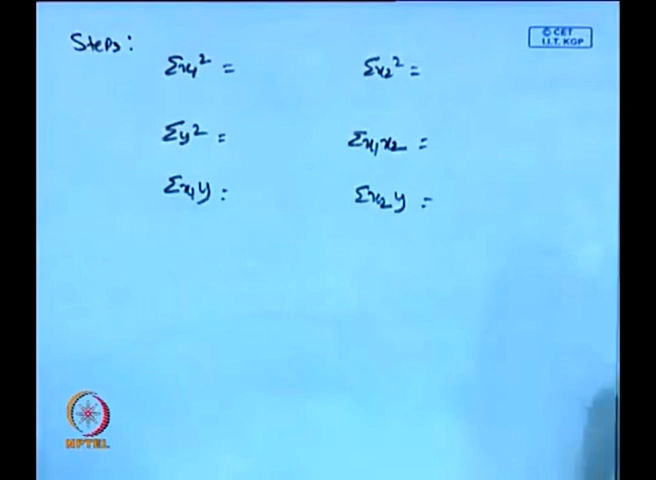 Steps:
© CET
I.I.T. KGP
Σx₁² =
Σx₂² =
Σy² =
Σx₁x₂ =
Σx₁y =
Σx₂y =
NPTEL